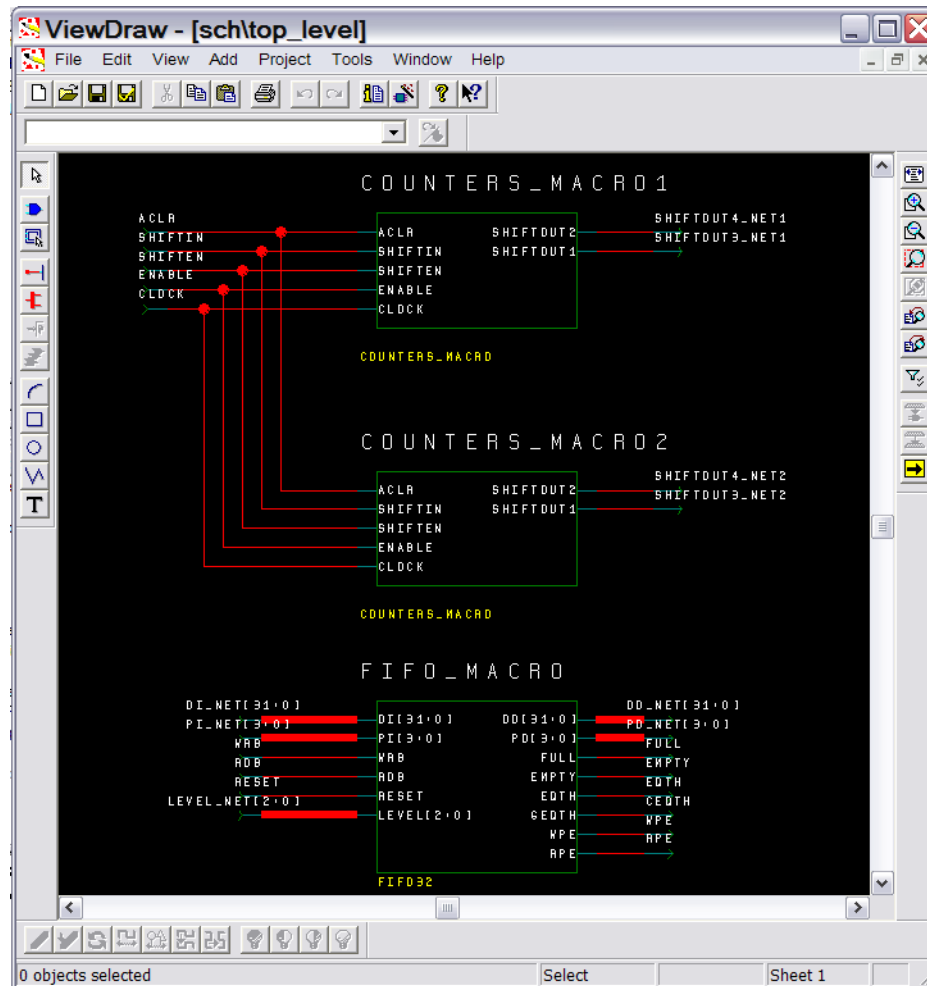 ViewDraw - [sch\top_level]
File Edit View Add Project Tools Window Help
COUNTERS_MACRO1
ACLR
SHIFTIN
SHIFTEN
ENABLE
CLOCK
ACLR SHIFTOUT2
SHIFTIN SHIFTOUT1
SHIFTEN
ENABLE
CLOCK
SHIFTOUT4_NET1
SHIFTOUT3_NET1
COUNTERS_MACRO
COUNTERS_MACRO2
ACLR SHIFTOUT2
SHIFTIN SHIFTOUT1
SHIFTEN
ENABLE
CLOCK
SHIFTOUT4_NET2
SHIFTOUT3_NET2
COUNTERS_MACRO
FIFO_MACRO
DI_NET[31:0]
PI_NET[3:0]
WRB
RDB
RESET
LEVEL_NET[2:0]
DI[31:0] DO[31:0]
PI[3:0] PO[3:0]
WRB FULL
RDB EMPTY
RESET EQTH
LEVEL[2:0] GEQTH
WPE
RPE
DO_NET[31:0]
PO_NET[3:0]
FULL
EMPTY
EQTH
CEQTH
WPE
RPE
FIFO32
0 objects selected Select Sheet 1